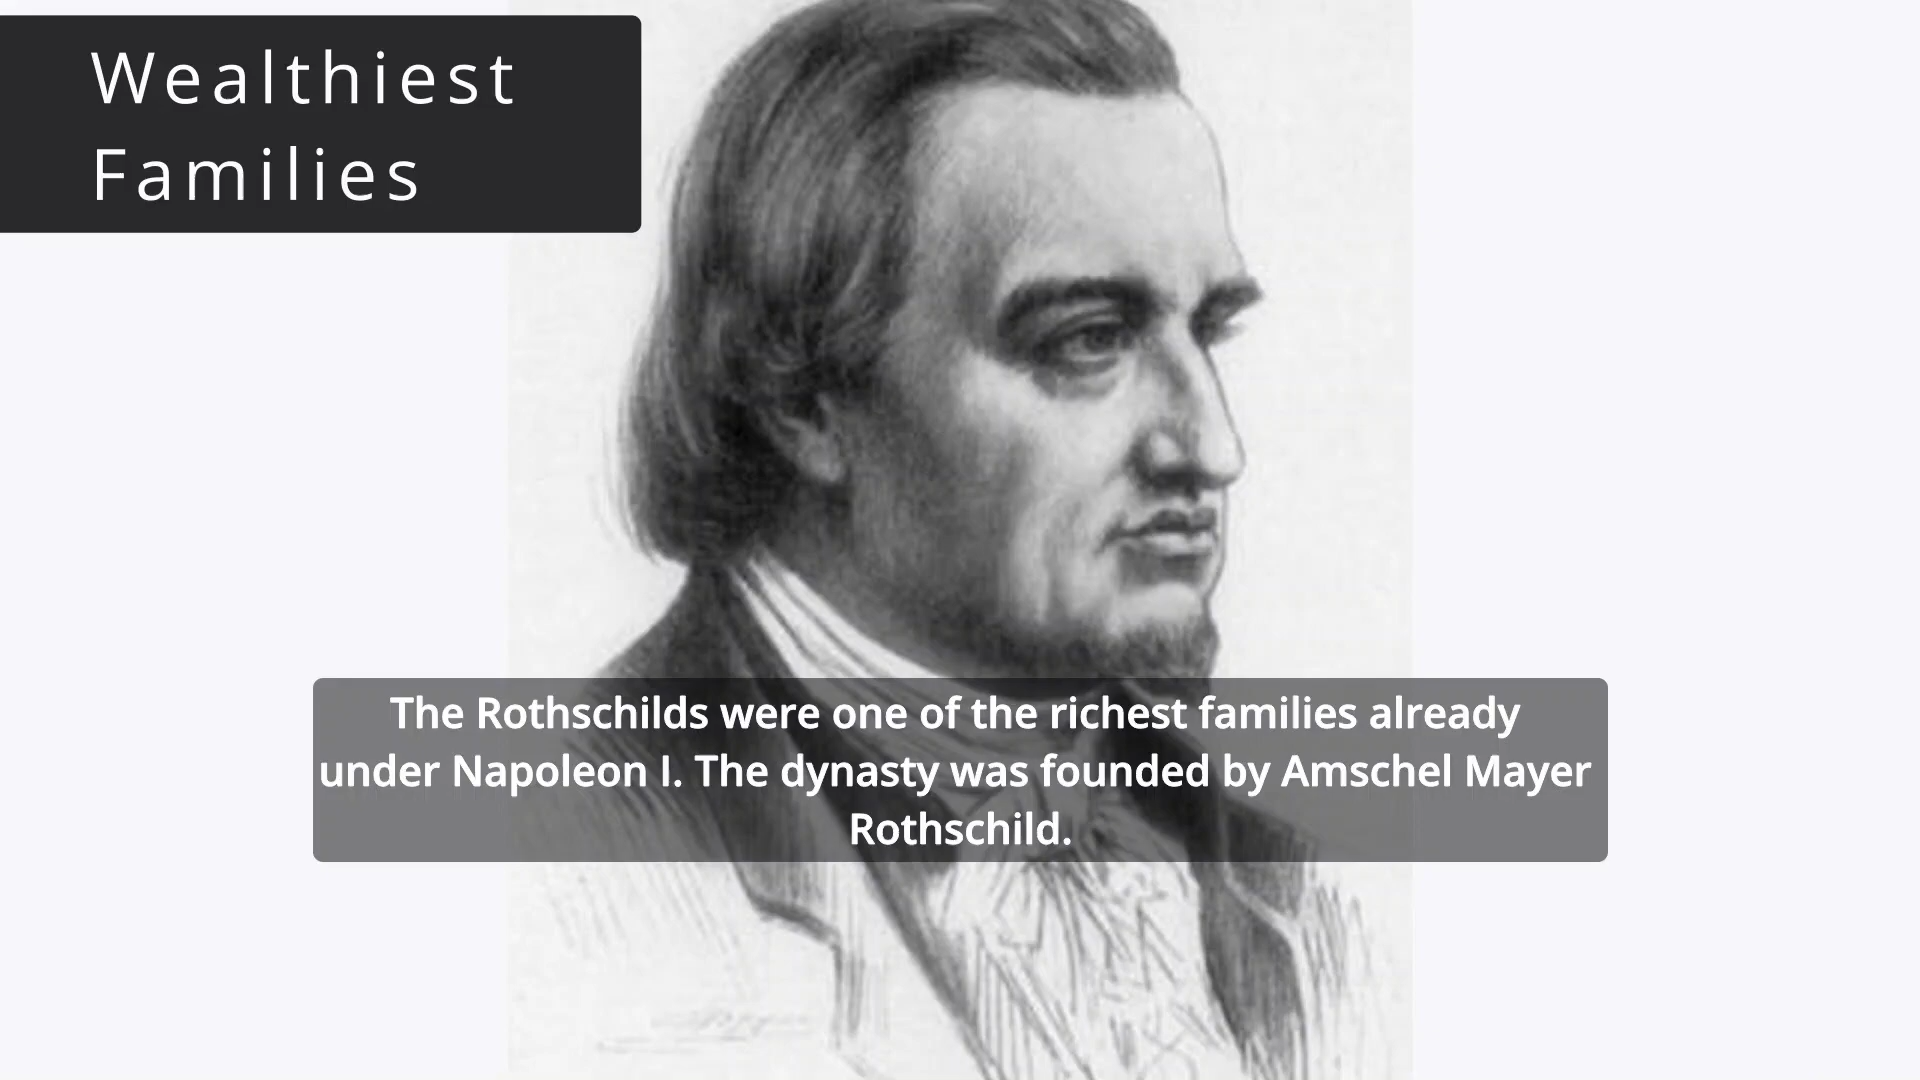 Wealthiest
Families
The Rothschilds were one of the richest families already
under Napoleon I. The dynasty was founded by Amschel Mayer
Rothschild.